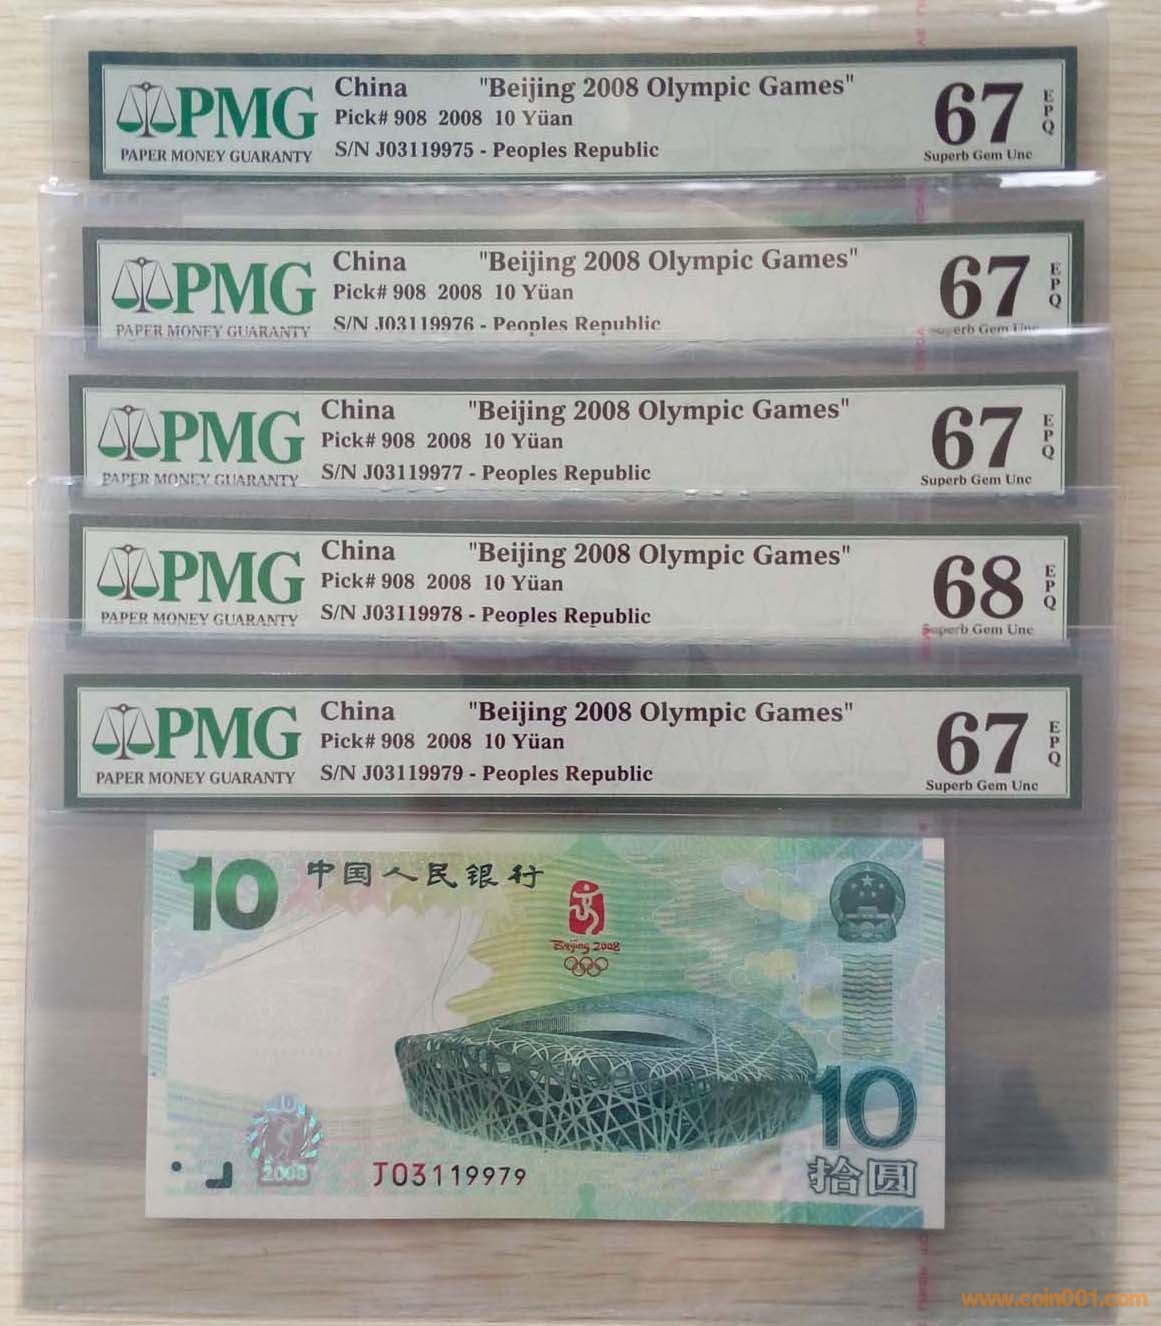 PMG
PAPER MONEY GUARANTY
China "Beijing 2008 Olympic Games"
Pick# 908 2008 10 Yüan
S/N J03119975 - Peoples Republic
67
EPQ
Superb Gem Unc
PMG
PAPER MONEY GUARANTY
China "Beijing 2008 Olympic Games"
Pick# 908 2008 10 Yüan
S/N J03119976 - Peoples Republic
67
EPQ
Superb Gem Unc
PMG
PAPER MONEY GUARANTY
China "Beijing 2008 Olympic Games"
Pick# 908 2008 10 Yüan
S/N J03119977 - Peoples Republic
67
EPQ
Superb Gem Unc
PMG
PAPER MONEY GUARANTY
China "Beijing 2008 Olympic Games"
Pick# 908 2008 10 Yüan
S/N J03119978 - Peoples Republic
68
EPQ
Superb Gem Unc
PMG
PAPER MONEY GUARANTY
China "Beijing 2008 Olympic Games"
Pick# 908 2008 10 Yüan
S/N J03119979 - Peoples Republic
67
EPQ
Superb Gem Unc
10
中国人民银行
Beijing 2008
10
拾圆
2008
J03119979
www.coin001.com